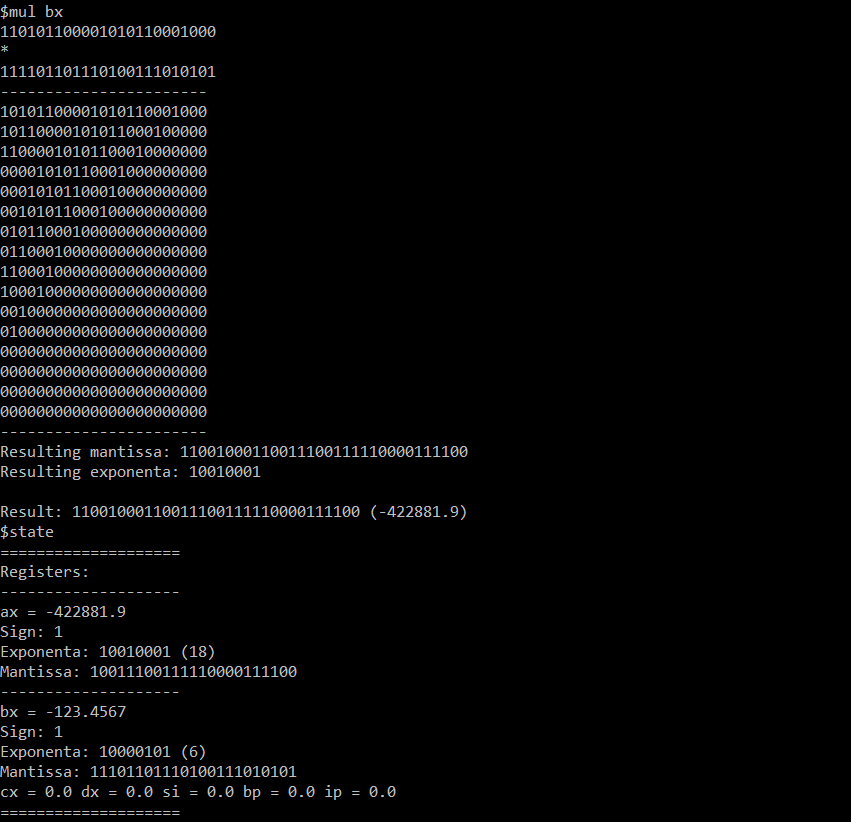 $mul bx
110101100001010110001000
*
111101101110100111010101
-----------------------
10101100001010110001000
10110000101011000100000
11000010101100010000000
00001010110001000000000
00010101100010000000000
00101011000100000000000
01011000100000000000000
01100010000000000000000
11000100000000000000000
10001000000000000000000
00100000000000000000000
01000000000000000000000
00000000000000000000000
00000000000000000000000
00000000000000000000000
00000000000000000000000
-----------------------
Resulting mantissa: 11001000110011100111110000111100
Resulting exponenta: 10010001
Result: 11001000110011100111110000111100 (-422881.9)
$state
====================
Registers:
--------------------
ax = -422881.9
Sign: 1
Exponenta: 10010001 (18)
Mantissa: 10011100111110000111100
--------------------
bx = -123.4567
Sign: 1
Exponenta: 10000101 (6)
Mantissa: 11101101110100111010101
cx = 0.0 dx = 0.0 si = 0.0 bp = 0.0 ip = 0.0
====================